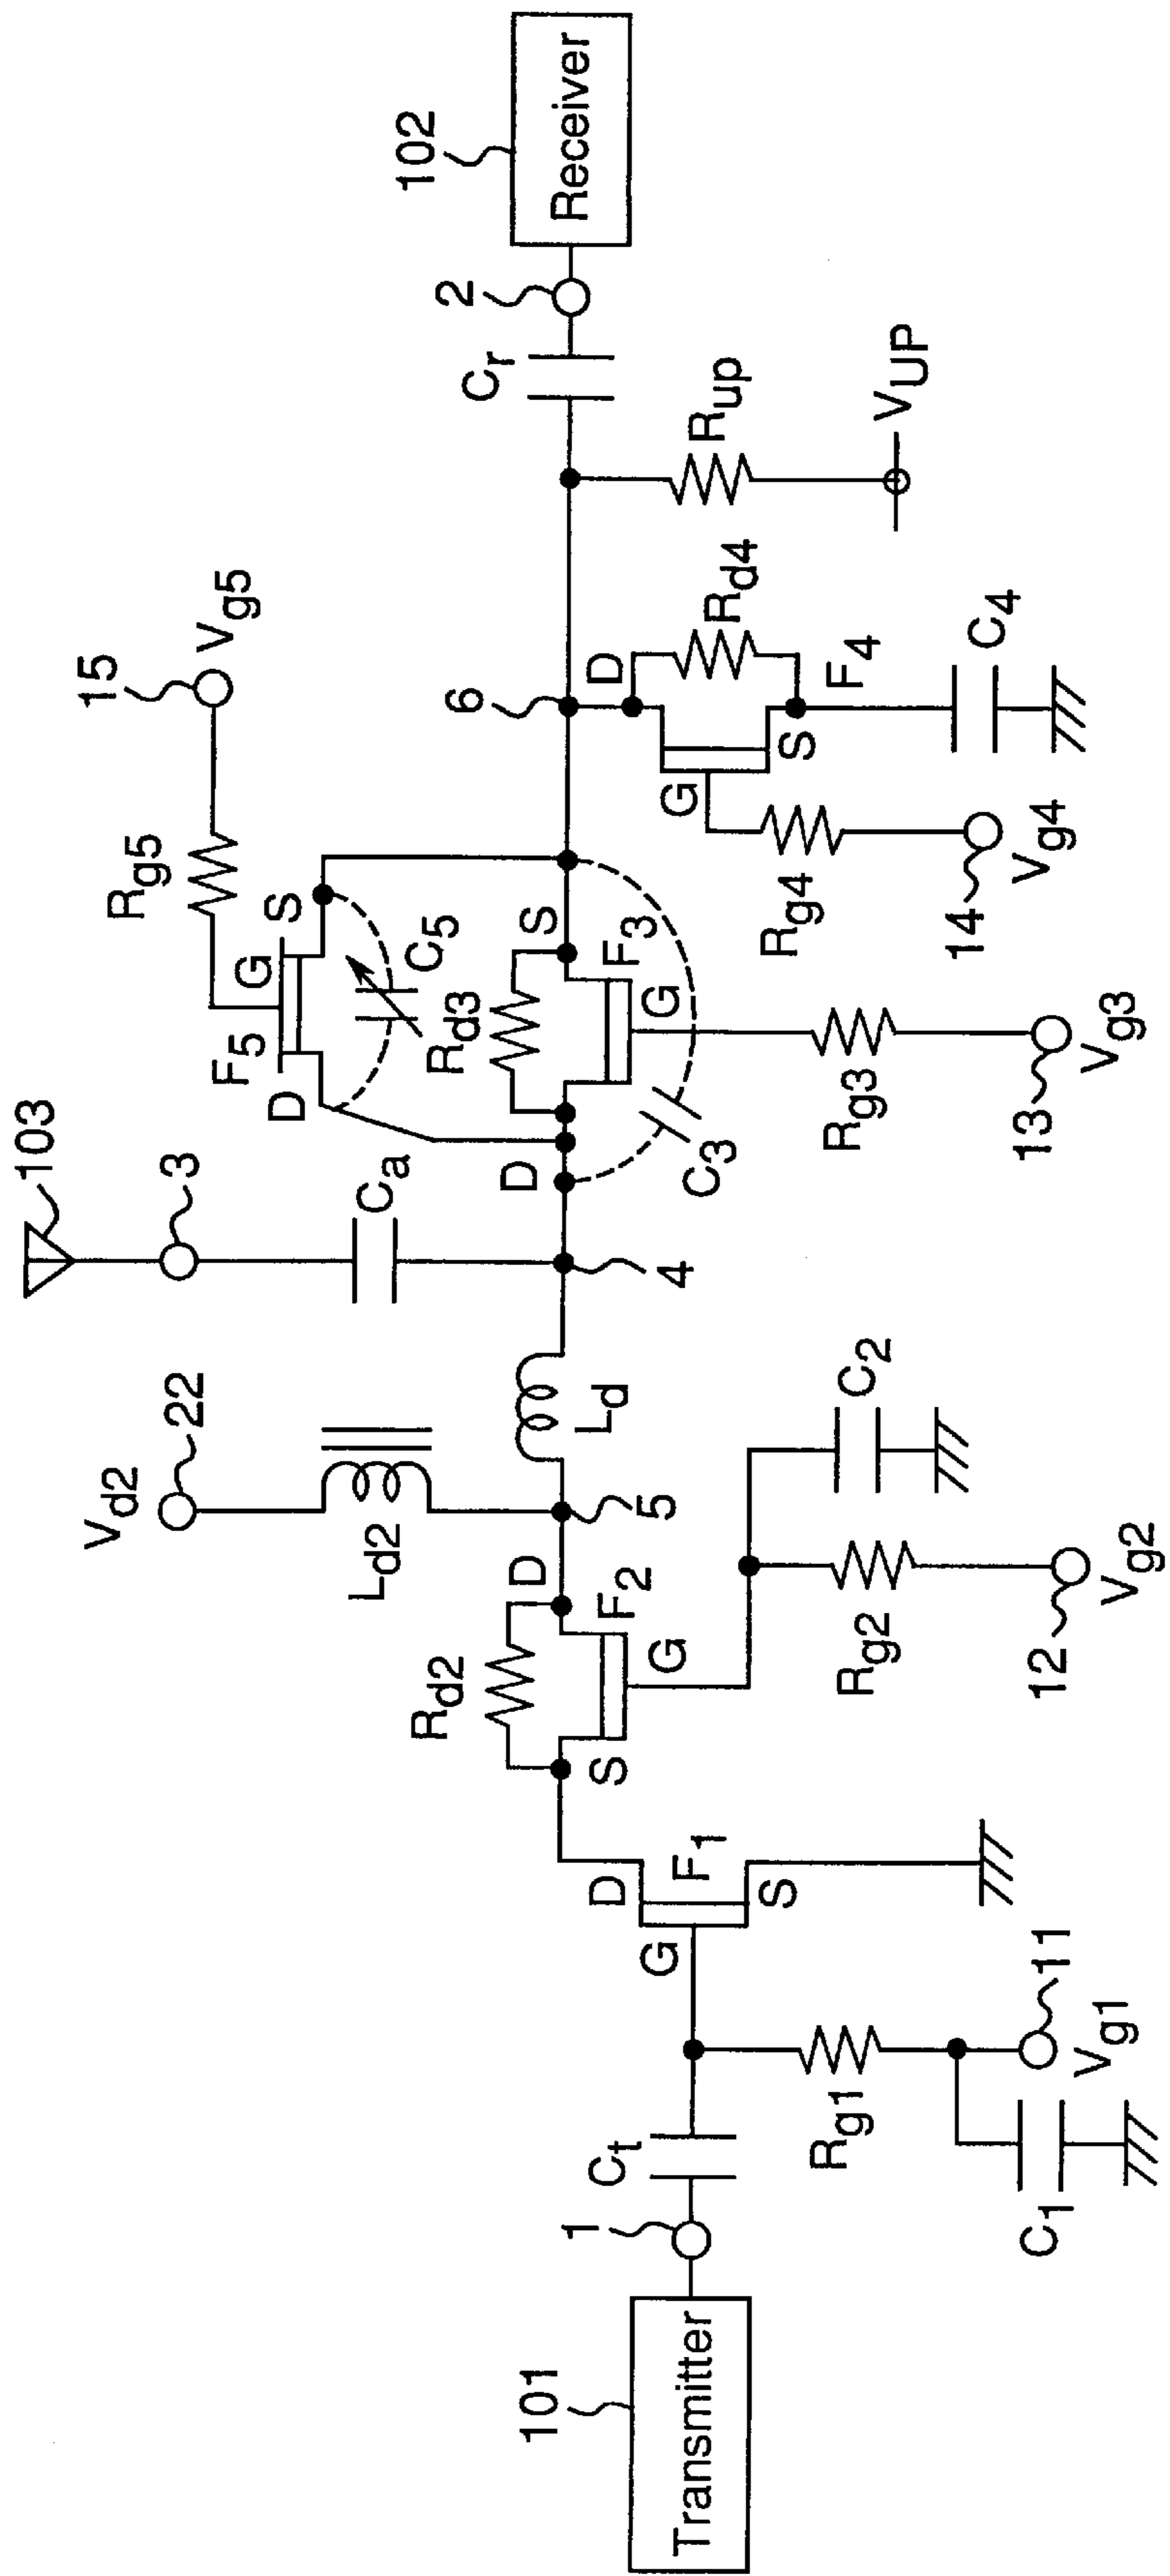 103
3
Vd2
22
15
Vg5
Rg5
F5
G
D
S
C5
Ca
Ld2
6
102
2
Cr
Receiver
Rd2
S
D
F2
G
5
Ld
4
D
Rd3
S
F3
G
C3
D
Rd4
F4
G
S
C4
Rup
VUP
101
Transmitter
1
Ct
D
F1
G
S
Rg1
11
Vg1
C1
C2
Rg2
12
Vg2
Rg3
13
Vg3
Rg4
14
Vg4